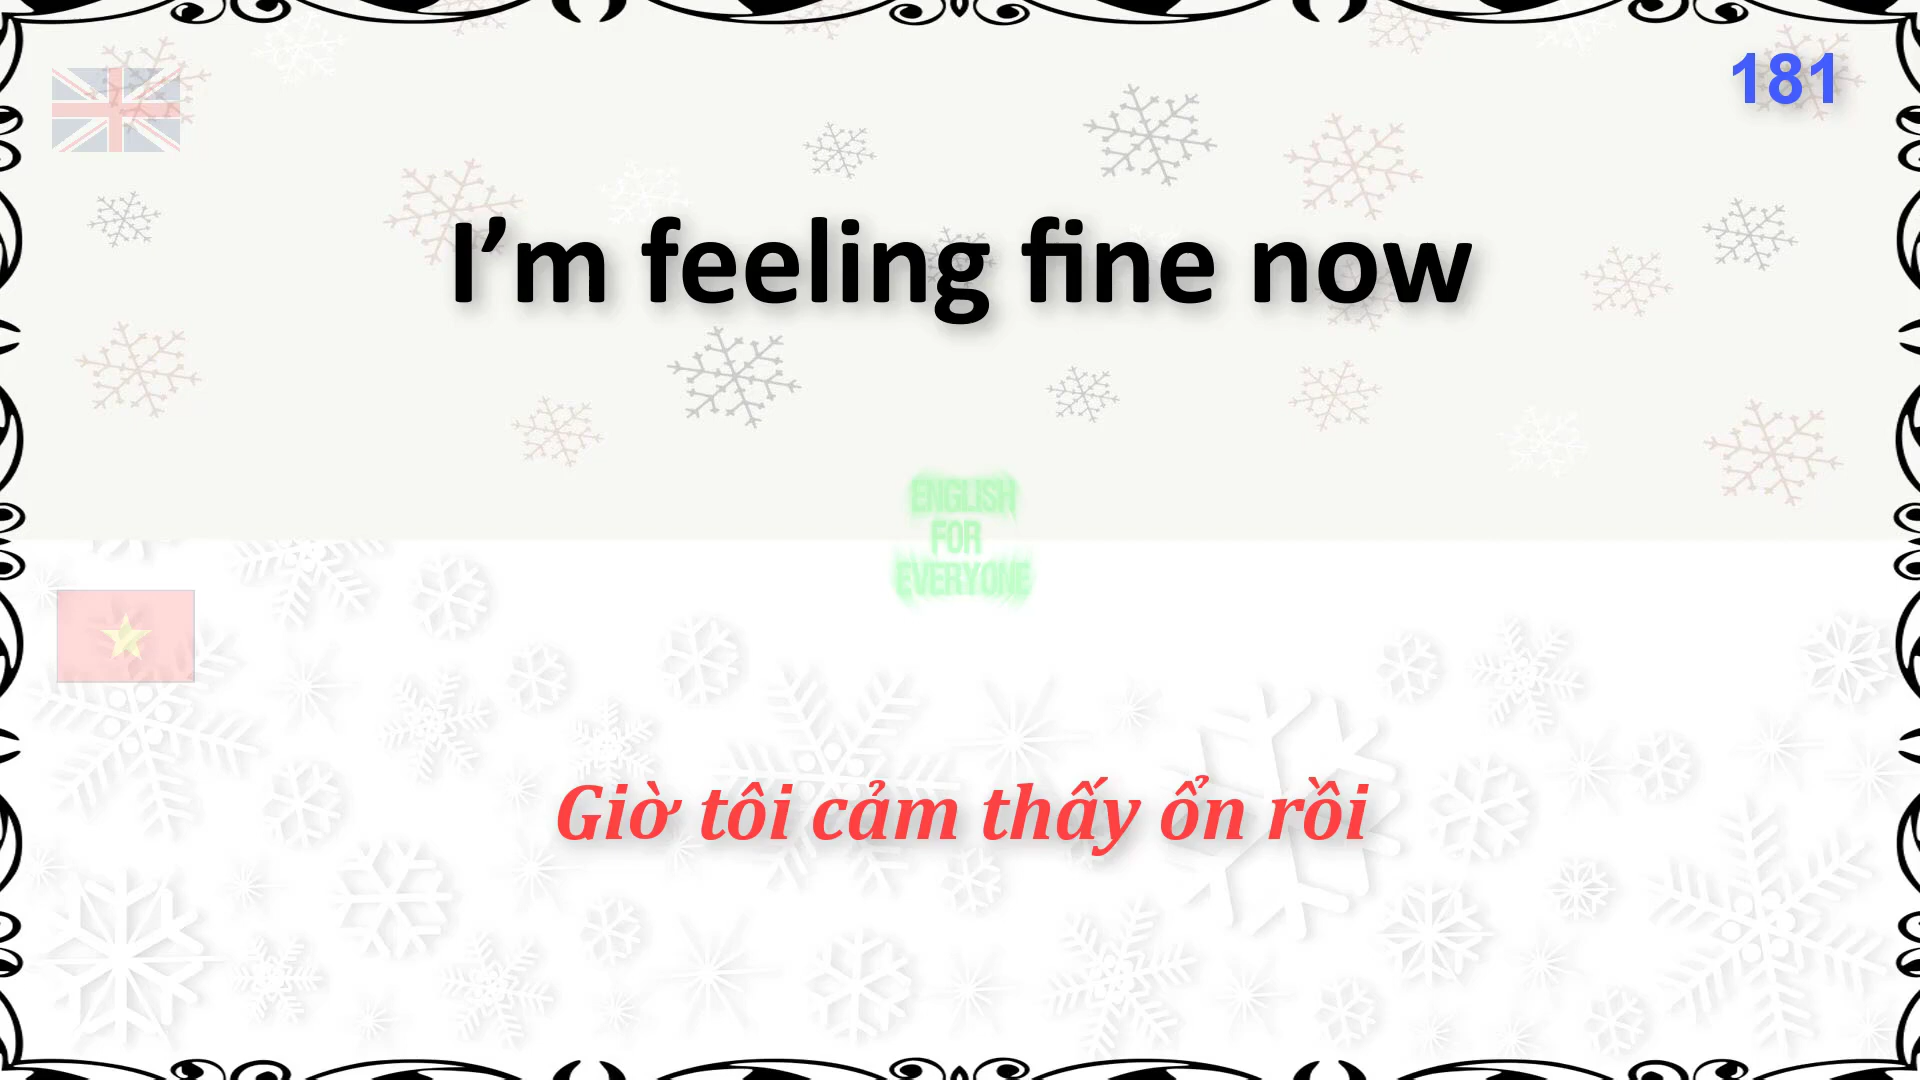 181
I’m feeling fine now
ENGLISH
FOR
EVERYONE
Giờ tôi cảm thấy ổn rồi